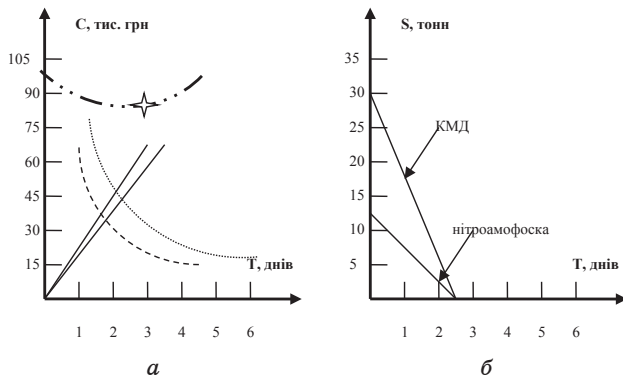 С, тис. грн
105
90
75
60
45
30
15
Т, днів
1 2 3 4 5 6
а
S, тонн
35
30
25
20
15
10
5
КМД
нітроамофоска
Т, днів
1 2 3 4 5 6
б